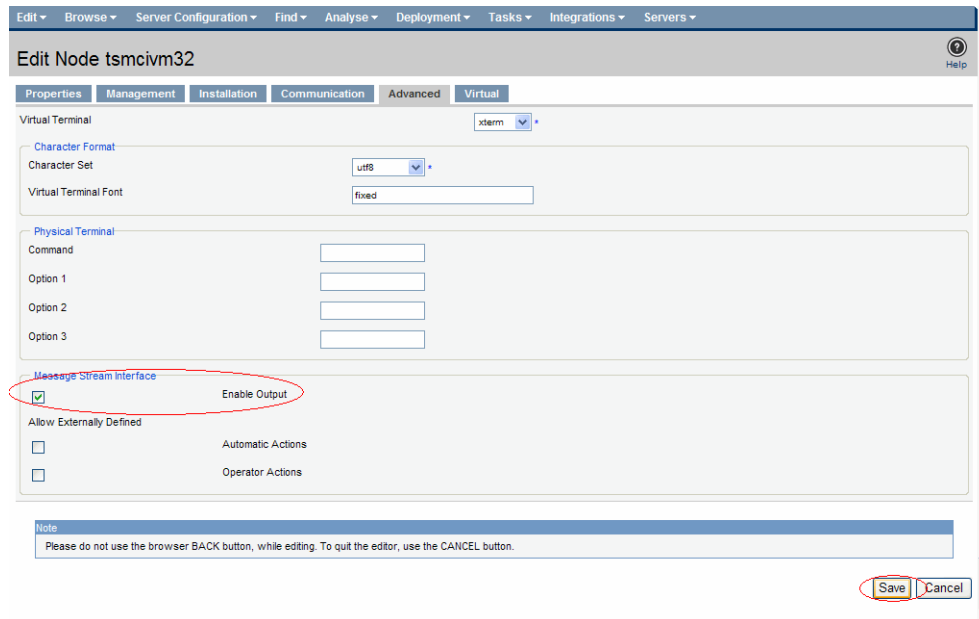 Edit Browse Server Configuration Find Analyse Deployment Tasks Integrations Servers
Edit Node tsmcivm32
Help
Properties Management Installation Communication Advanced Virtual
Virtual Terminal xterm *
Character Format
Character Set utf8 *
Virtual Terminal Font fixed
Physical Terminal
Command
Option 1
Option 2
Option 3
Message Stream Interface
Enable Output
Allow Externally Defined
Automatic Actions
Operator Actions
Note
Please do not use the browser BACK button, while editing. To quit the editor, use the CANCEL button.
Save Cancel